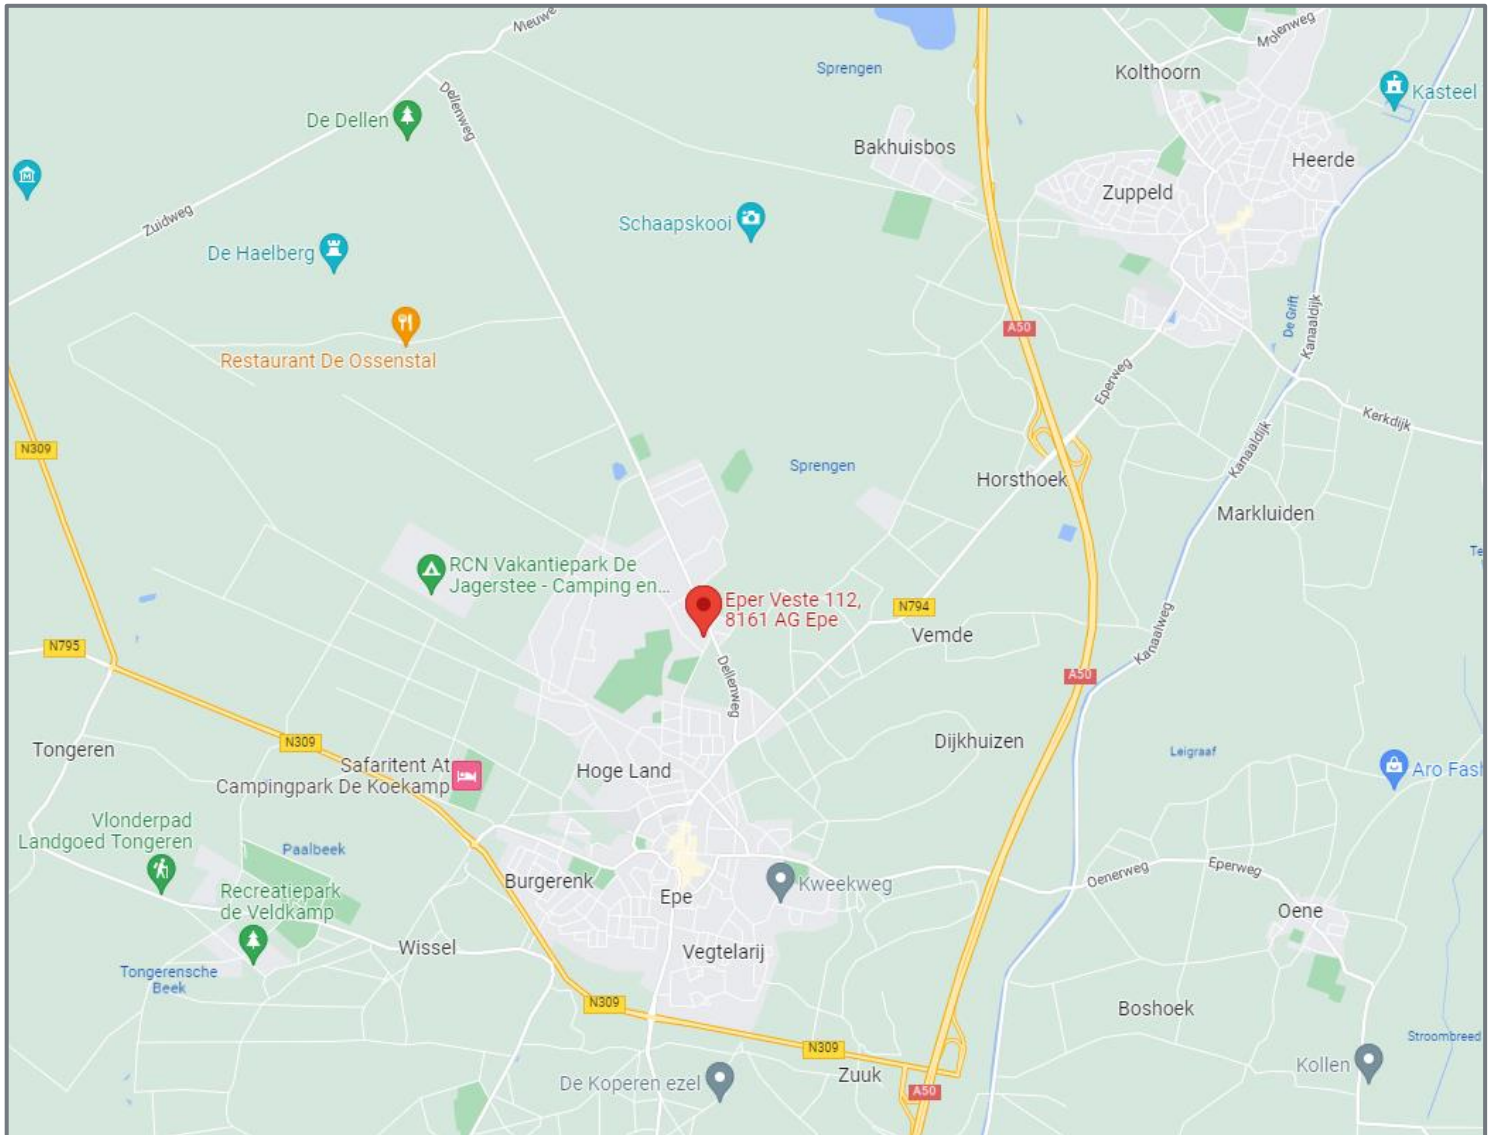 Nieuwe
Molenweg
Sprengen
Kolthoorn
Kasteel
De Dellen
Dellenweg
Bakhuisbos
Heerde
Zuppeld
Zuidweg
Schaapskooi
De Haelberg
De Grift
Kanaaldijk
A50
Restaurant De Ossenstal
Eperweg
Kerkdijk
N309
Kanaaldijk
Sprengen
Horsthoek
Markluiden
Te
RCN Vakantiepark De
Jagerstee - Camping en...
Eper Veste 112,
8161 AG Epe
N794
Vemde
Kanaalweg
N795
Dellenweg
A50
Tongeren
N309
Dijkhuizen
Leigraaf
Safaritent At
Campingpark De Koekamp
Hoge Land
Aro Fash
Vlonderpad
Landgoed Tongeren
Paalbeek
Oenerweg
Eperweg
Burgerenk
Kweekweg
Recreatiepark
de Veldkamp
Epe
Oene
Wissel
Vegtelarij
Tongerensche
Beek
N309
Boshoek
Stroombreed
N309
Zuuk
De Koperen ezel
A50
Kollen